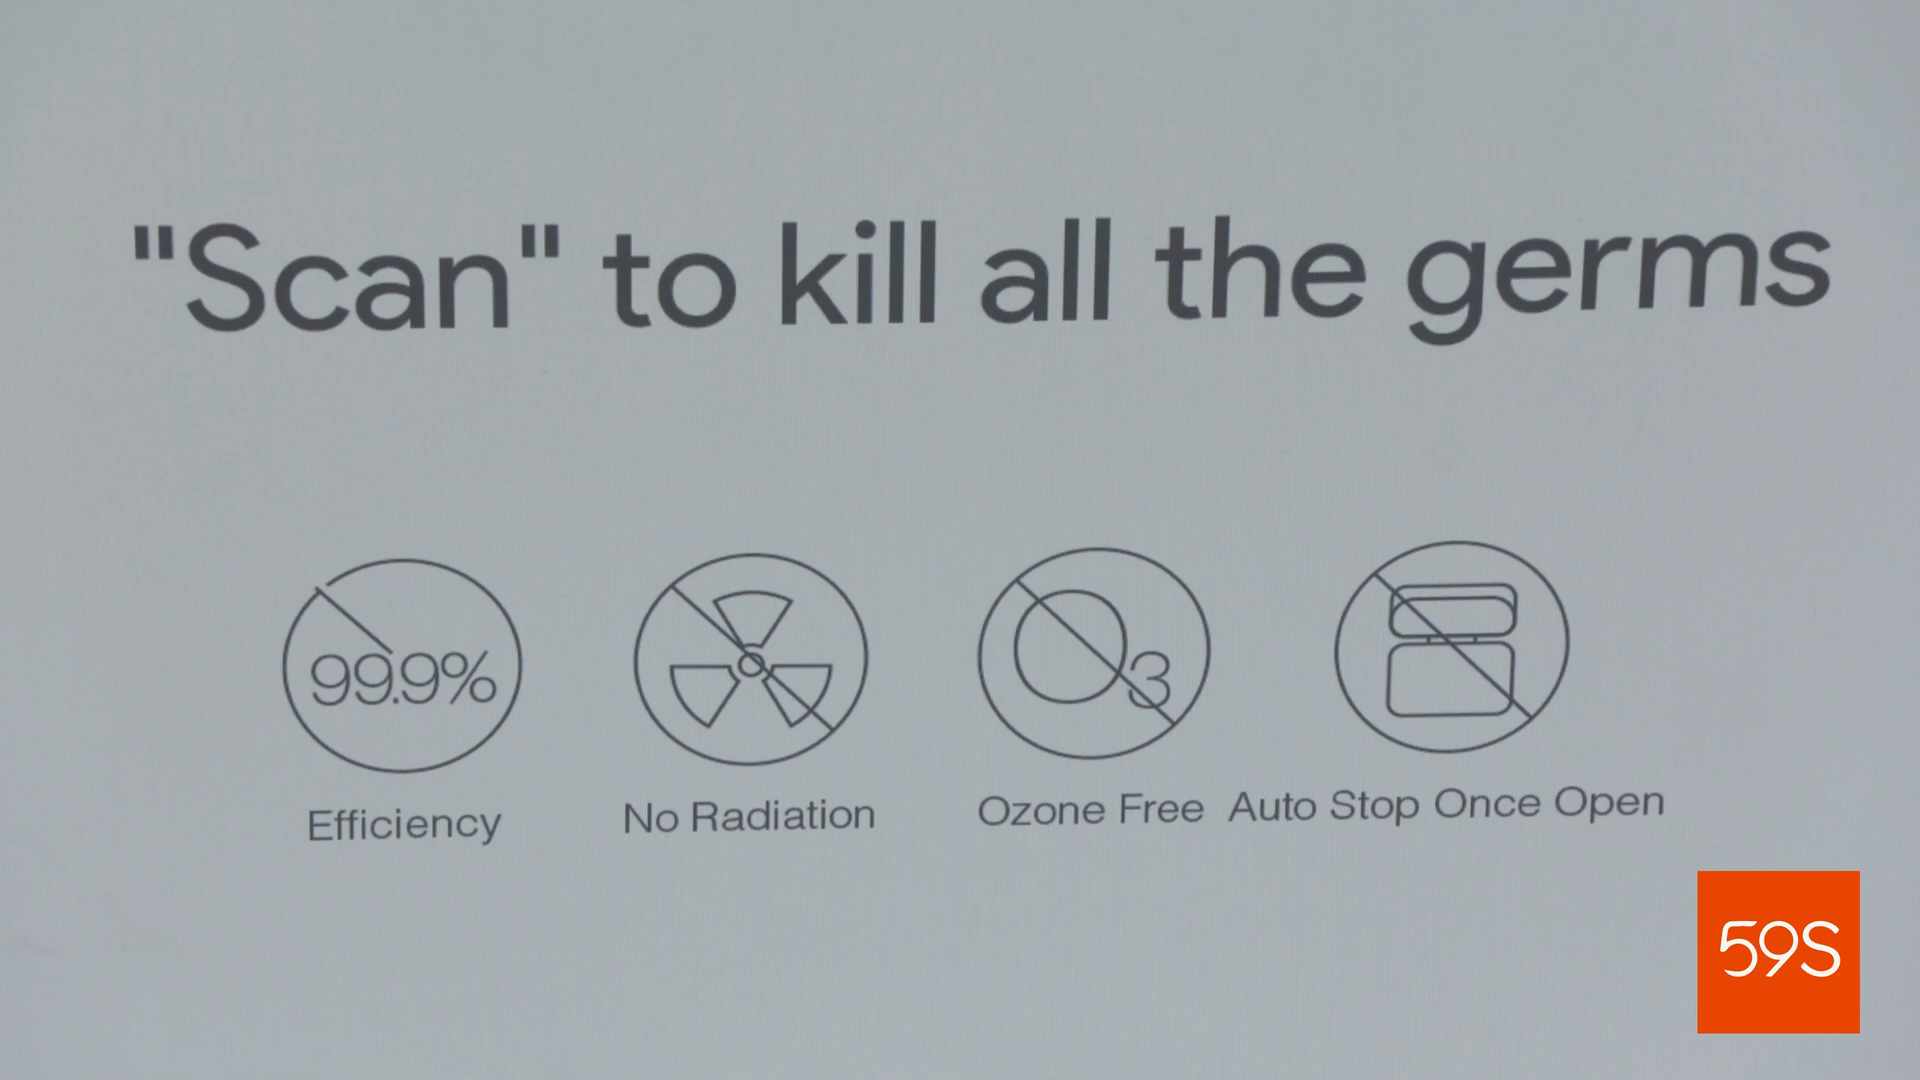 "Scan" to kill all the germs
99.9%
O3
Efficiency
No Radiation
Ozone Free
Auto Stop Once Open
59S